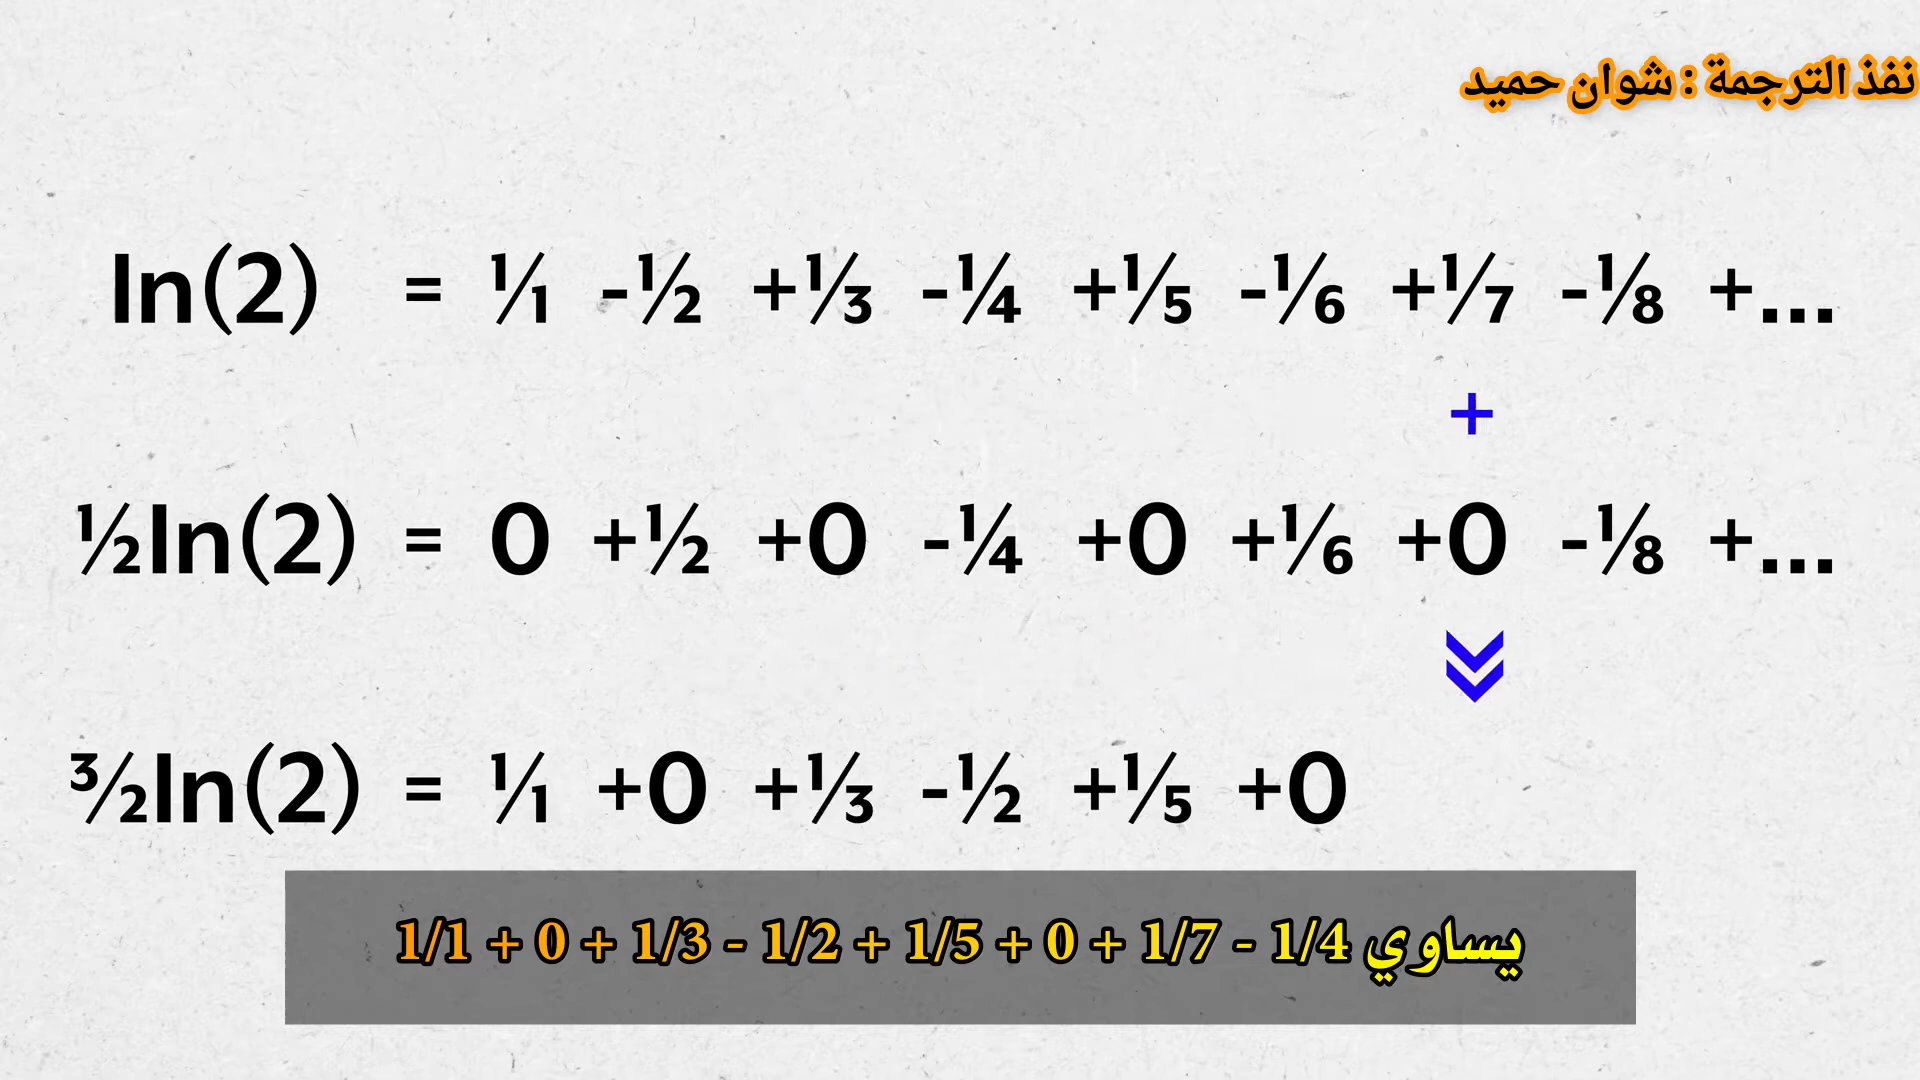 نفذ الترجمة : شوان حميد
ln(2) = ⅟₁ -½ +⅓ -¼ +⅕ -⅙ +⅐ -⅛ +...
+
½ln(2) = 0 +½ +0 -¼ +0 +⅙ +0 -⅛ +...
³⁄₂ln(2) = ⅟₁ +0 +⅓ -½ +⅕ +0
يساوي 1/1 + 0 + 1/3 - 1/2 + 1/5 + 0 + 1/7 - 1/4